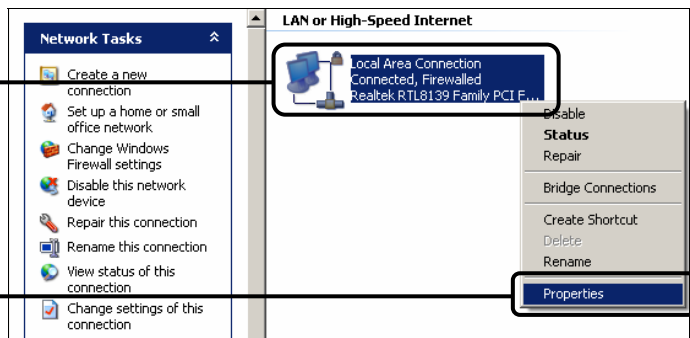 Network Tasks
Create a new
connection
Set up a home or small
office network
Change Windows
Firewall settings
Disable this network
device
Repair this connection
Rename this connection
View status of this
connection
Change settings of this
connection
LAN or High-Speed Internet
Local Area Connection
Connected, Firewalled
Realtek RTL8139 Family PCI F...
Disable
Status
Repair
Bridge Connections
Create Shortcut
Delete
Rename
Properties